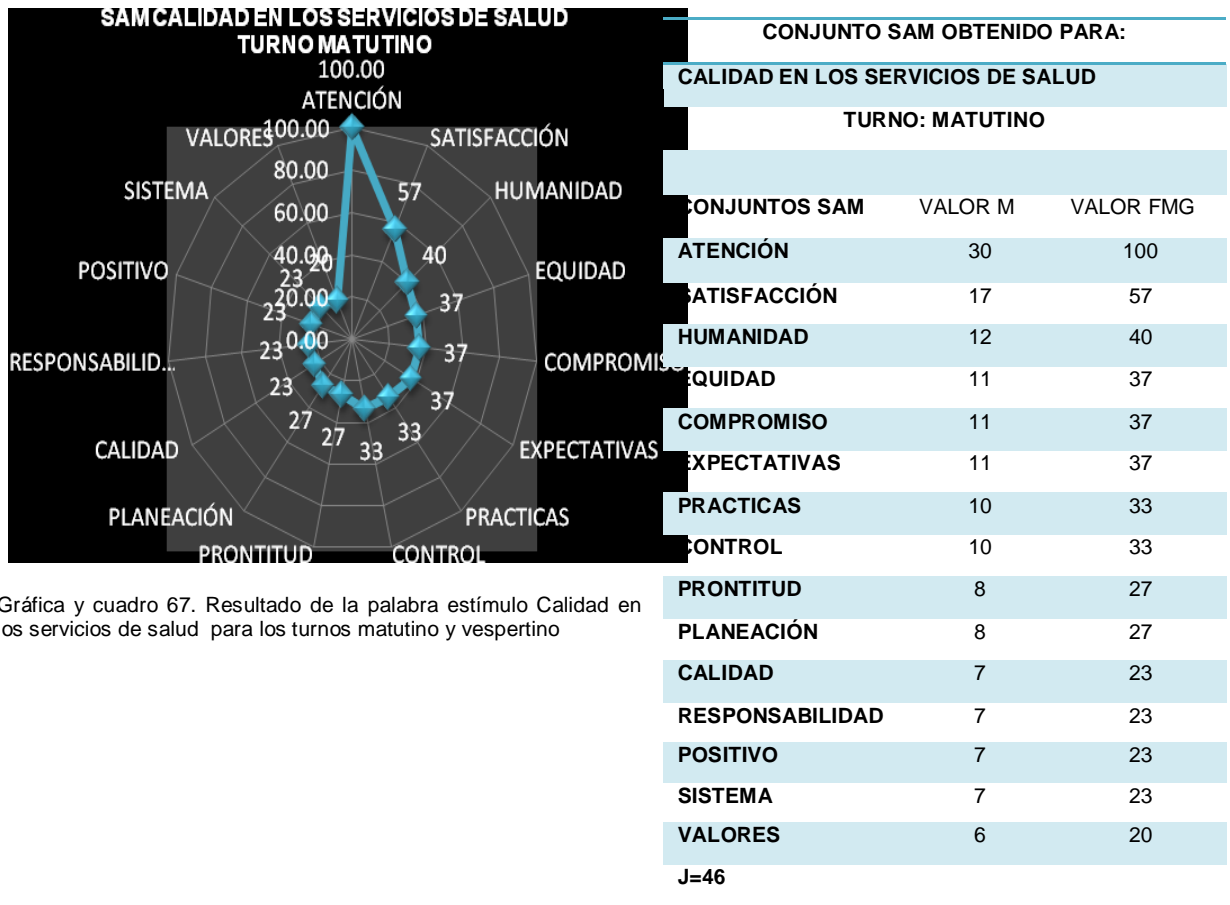 SAM CALIDAD EN LOS SERVICIOS DE SALUD
TURNO MATUTINO
100.00
ATENCIÓN
SATISFACCIÓN
HUMANIDAD
EQUIDAD
COMPROMISO
EXPECTATIVAS
PRACTICAS
CONTROL
PRONTITUD
PLANEACIÓN
CALIDAD
RESPONSABILID...
POSITIVO
SISTEMA
VALORES
100.00
80.00
60.00
40.00
20.00
0.00
57
40
37
37
37
33
33
27
27
23
23
23
23
20
Gráfica y cuadro 67. Resultado de la palabra estímulo Calidad en
os servicios de salud para los turnos matutino y vespertino
CONJUNTO SAM OBTENIDO PARA:
CALIDAD EN LOS SERVICIOS DE SALUD
TURNO: MATUTINO
CONJUNTOS SAM VALOR M VALOR FMG
ATENCIÓN 30 100
SATISFACCIÓN 17 57
HUMANIDAD 12 40
EQUIDAD 11 37
COMPROMISO 11 37
EXPECTATIVAS 11 37
PRACTICAS 10 33
CONTROL 10 33
PRONTITUD 8 27
PLANEACIÓN 8 27
CALIDAD 7 23
RESPONSABILIDAD 7 23
POSITIVO 7 23
SISTEMA 7 23
VALORES 6 20
J=46